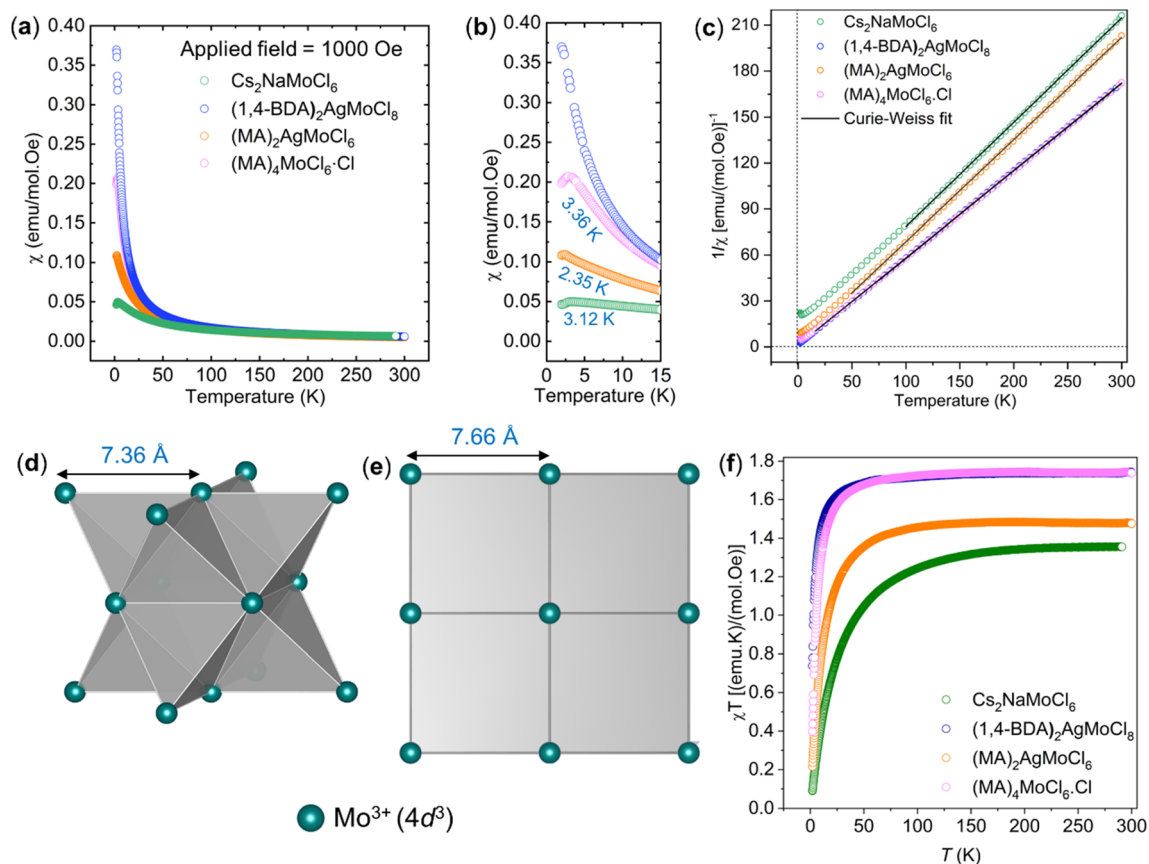 (a)
Applied field = 1000 Oe
Cs₂NaMoCl₆
(1,4-BDA)₂AgMoCl₈
(MA)₂AgMoCl₆
(MA)₄MoCl₆·Cl
χ (emu/mol.Oe)
0.40
0.35
0.30
0.25
0.20
0.15
0.10
0.05
0.00
0 50 100 150 200 250 300
Temperature (K)
(b)
χ (emu/mol.Oe)
0.40
0.35
0.30
0.25
0.20
0.15
0.10
0.05
0.00
3.36 K
2.35 K
3.12 K
0 5 10 15
Temperature (K)
(c)
Cs₂NaMoCl₆
(1,4-BDA)₂AgMoCl₈
(MA)₂AgMoCl₆
(MA)₄MoCl₆·Cl
Curie-Weiss fit
1/χ [emu/(mol.Oe)]⁻¹
210
180
150
120
90
60
30
0
0 50 100 150 200 250 300
Temperature (K)
(d)
7.36 Å
(e)
7.66 Å
Mo³⁺ (4d³)
(f)
χT [(emu.K)/(mol.Oe)]
1.8
1.6
1.4
1.2
1.0
0.8
0.6
0.4
0.2
0.0
Cs₂NaMoCl₆
(1,4-BDA)₂AgMoCl₈
(MA)₂AgMoCl₆
(MA)₄MoCl₆.Cl
0 50 100 150 200 250 300
T (K)